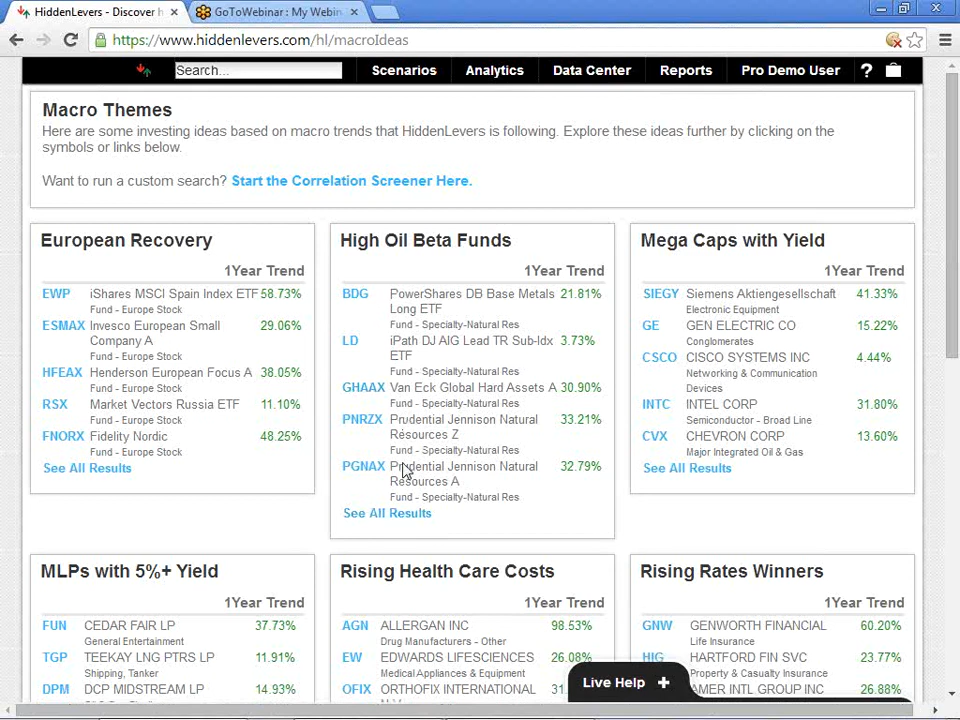 HiddenLevers - Discover h
GoToWebinar : My Webin
https://www.hiddenlevers.com/hl/macroIdeas
Search...
Scenarios
Analytics
Data Center
Reports
Pro Demo User
?
Macro Themes
Here are some investing ideas based on macro trends that HiddenLevers is following. Explore these ideas further by clicking on the
symbols or links below.
Want to run a custom search? Start the Correlation Screener Here.
European Recovery
1Year Trend
EWP iShares MSCI Spain Index ETF 58.73%
Fund - Europe Stock
ESMAX Invesco European Small 29.06%
Company A
Fund - Europe Stock
HFEAX Henderson European Focus A 38.05%
Fund - Europe Stock
RSX Market Vectors Russia ETF 11.10%
Fund - Europe Stock
FNORX Fidelity Nordic 48.25%
Fund - Europe Stock
See All Results
High Oil Beta Funds
1Year Trend
BDG PowerShares DB Base Metals 21.81%
Long ETF
Fund - Specialty-Natural Res
LD iPath DJ AIG Lead TR Sub-Idx 3.73%
ETF
Fund - Specialty-Natural Res
GHAAX Van Eck Global Hard Assets A 30.90%
Fund - Specialty-Natural Res
PNRZX Prudential Jennison Natural 33.21%
Resources Z
Fund - Specialty-Natural Res
PGNAX Prudential Jennison Natural 32.79%
Resources A
Fund - Specialty-Natural Res
See All Results
Mega Caps with Yield
1Year Trend
SIEGY Siemens Aktiengesellschaft 41.33%
Electronic Equipment
GE GEN ELECTRIC CO 15.22%
Conglomerates
CSCO CISCO SYSTEMS INC 4.44%
Networking & Communication
Devices
INTC INTEL CORP 31.80%
Semiconductor - Broad Line
CVX CHEVRON CORP 13.60%
Major Integrated Oil & Gas
See All Results
MLPs with 5%+ Yield
1Year Trend
FUN CEDAR FAIR LP 37.73%
General Entertainment
TGP TEEKAY LNG PTRS LP 11.91%
Shipping, Tanker
DPM DCP MIDSTREAM LP 14.93%
Rising Health Care Costs
1Year Trend
AGN ALLERGAN INC 98.53%
Drug Manufacturers - Other
EW EDWARDS LIFESCIENCES 26.08%
Medical Appliances & Equipment
OFIX ORTHOFIX INTERNATIONAL
Rising Rates Winners
1Year Trend
GNW GENWORTH FINANCIAL 60.20%
Life Insurance
HIG HARTFORD FIN SVC 23.77%
Property & Casualty Insurance
AMER INTL GROUP INC 26.88%
Live Help +